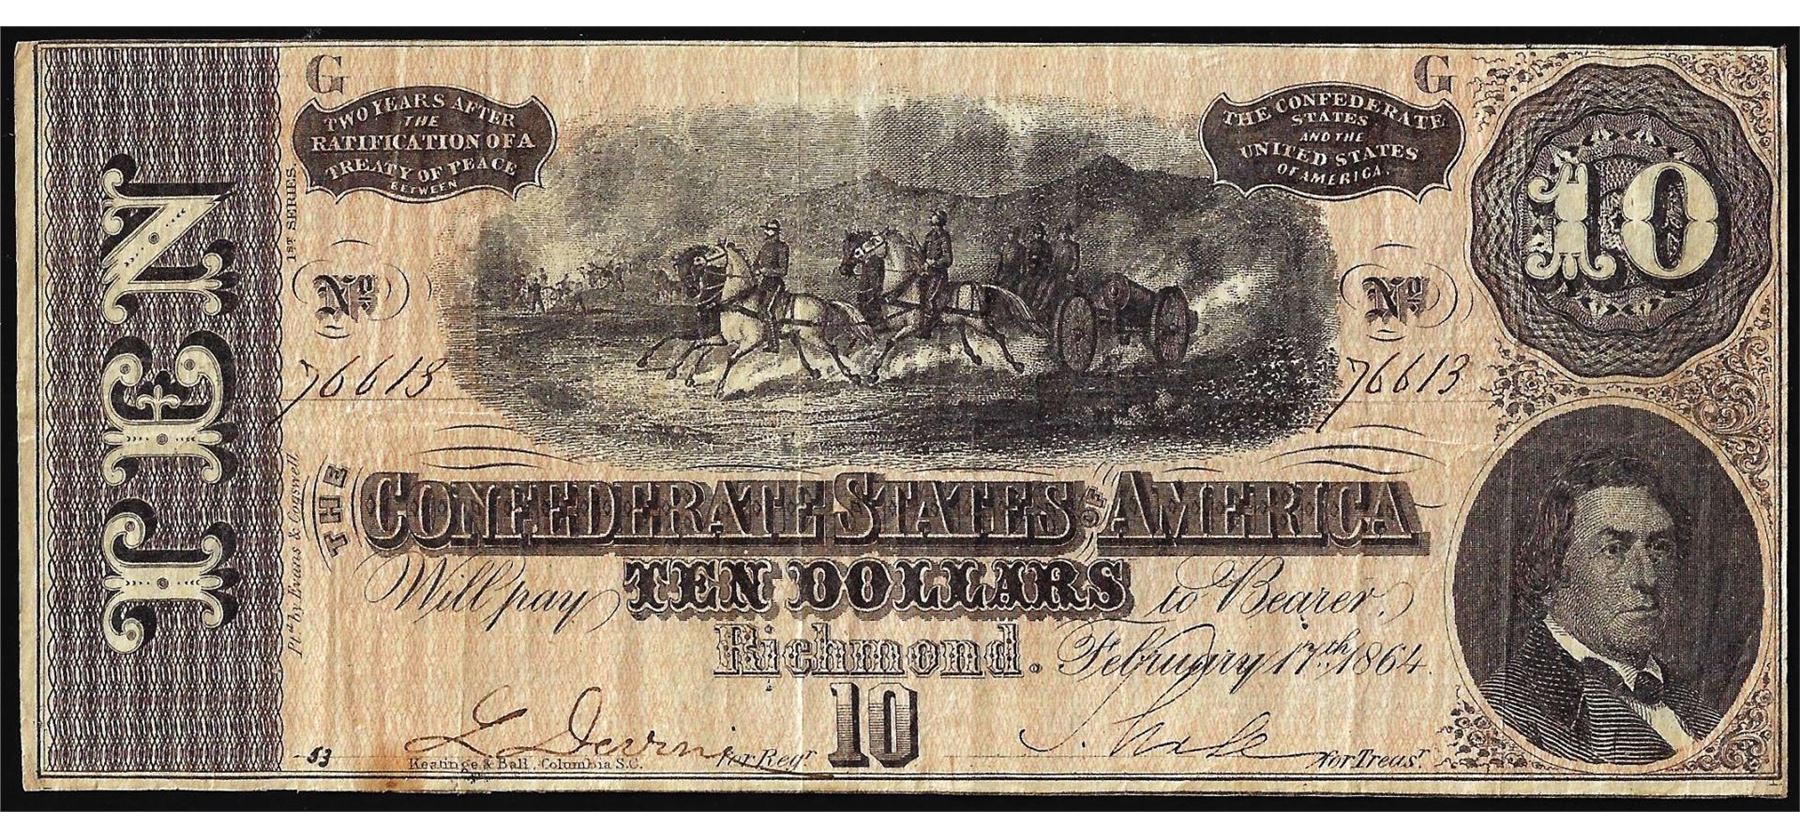 G
G
TWO YEARS AFTER
THE
RATIFICATION OF A
TREATY OF PEACE
BETWEEN
THE CONFEDERATE
STATES
AND THE
UNITED STATES
OF AMERICA.
10
TEN
1ST SERIES
No
No
76613
76613
Ptd by Evans & Cogswell
THE CONFEDERATE STATES OF AMERICA
Will pay TEN DOLLARS to Bearer,
Richmond. February 17th 1864
10
53
for Regr
for Treasr
Keatinge & Ball, Columbia S.C.